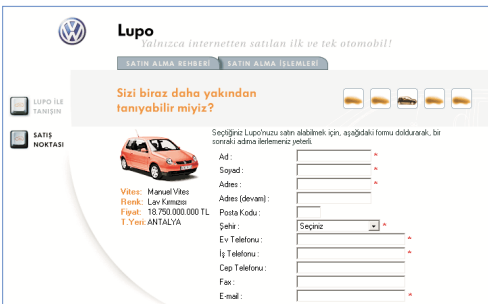 Lupo
Yalnızca internetten satılan ilk ve tek otomobil!
SATIN ALMA REHBERİ SATIN ALMA İŞLEMLERİ
Sizi biraz daha yakından
tanıyabilir miyiz?
LUPO İLE
TANIŞIN
SATIŞ
NOKTASI
Seçtiğiniz Lupo'nuzu satın alabilmek için, aşağıdaki formu doldurarak, bir
sonraki adıma ilerlemeniz yeterli.
Ad : *
Soyad : *
Adres : *
Adres (devam) :
Posta Kodu :
Şehir : Seçiniz *
Ev Telefonu : *
İş Telefonu : *
Cep Telefonu :
Fax :
E-mail : *
Vites: Manuel Vites
Renk: Lav Kırmızısı
Fiyat: 18.750.000.000 TL
T.Yeri: ANTALYA